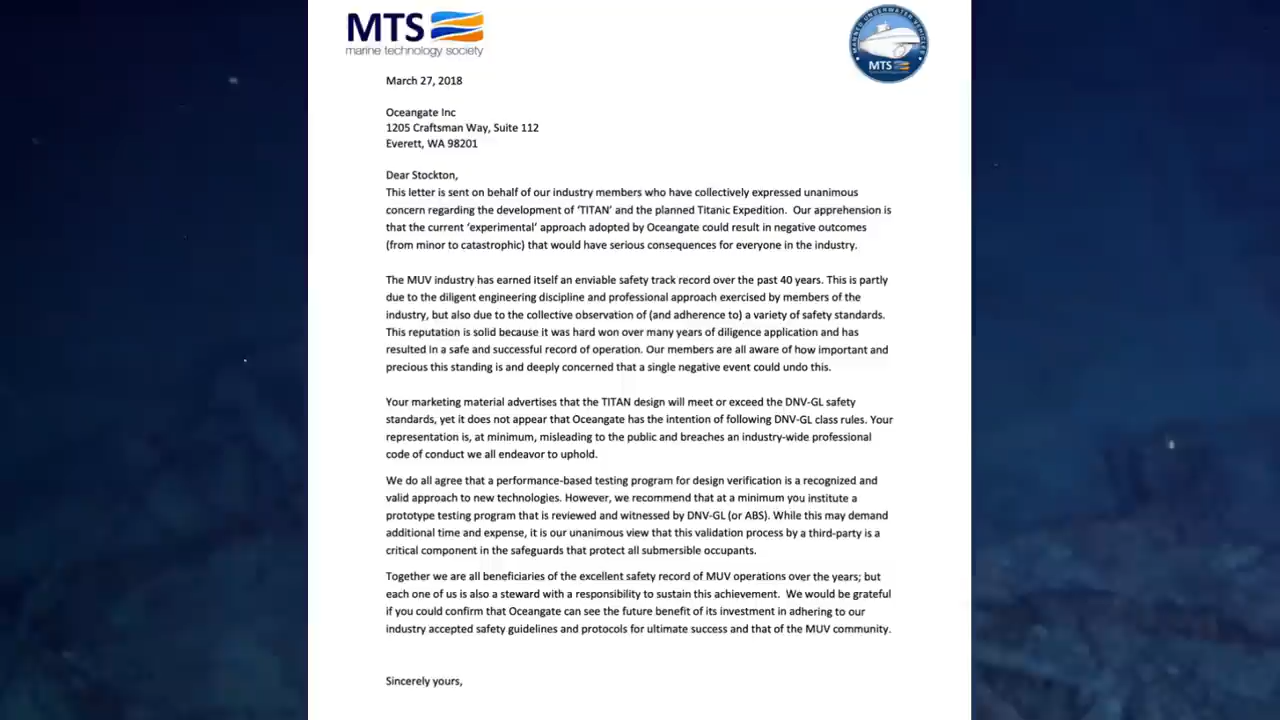 MTS
marine technology society
MANNED UNDERWATER VEHICLES
MTS
March 27, 2018
Oceangate Inc
1205 Craftsman Way, Suite 112
Everett, WA 98201
Dear Stockton,
This letter is sent on behalf of our industry members who have collectively expressed unanimous
concern regarding the development of ‘TITAN’ and the planned Titanic Expedition. Our apprehension is
that the current ‘experimental’ approach adopted by Oceangate could result in negative outcomes
(from minor to catastrophic) that would have serious consequences for everyone in the industry.
The MUV industry has earned itself an enviable safety track record over the past 40 years. This is partly
due to the diligent engineering discipline and professional approach exercised by members of the
industry, but also due to the collective observation of (and adherence to) a variety of safety standards.
This reputation is solid because it was hard won over many years of diligence application and has
resulted in a safe and successful record of operation. Our members are all aware of how important and
precious this standing is and deeply concerned that a single negative event could undo this.
Your marketing material advertises that the TITAN design will meet or exceed the DNV-GL safety
standards, yet it does not appear that Oceangate has the intention of following DNV-GL class rules. Your
representation is, at minimum, misleading to the public and breaches an industry-wide professional
code of conduct we all endeavor to uphold.
We do all agree that a performance-based testing program for design verification is a recognized and
valid approach to new technologies. However, we recommend that at a minimum you institute a
prototype testing program that is reviewed and witnessed by DNV-GL (or ABS). While this may demand
additional time and expense, it is our unanimous view that this validation process by a third-party is a
critical component in the safeguards that protect all submersible occupants.
Together we are all beneficiaries of the excellent safety record of MUV operations over the years; but
each one of us is also a steward with a responsibility to sustain this achievement. We would be grateful
if you could confirm that Oceangate can see the future benefit of its investment in adhering to our
industry accepted safety guidelines and protocols for ultimate success and that of the MUV community.
Sincerely yours,